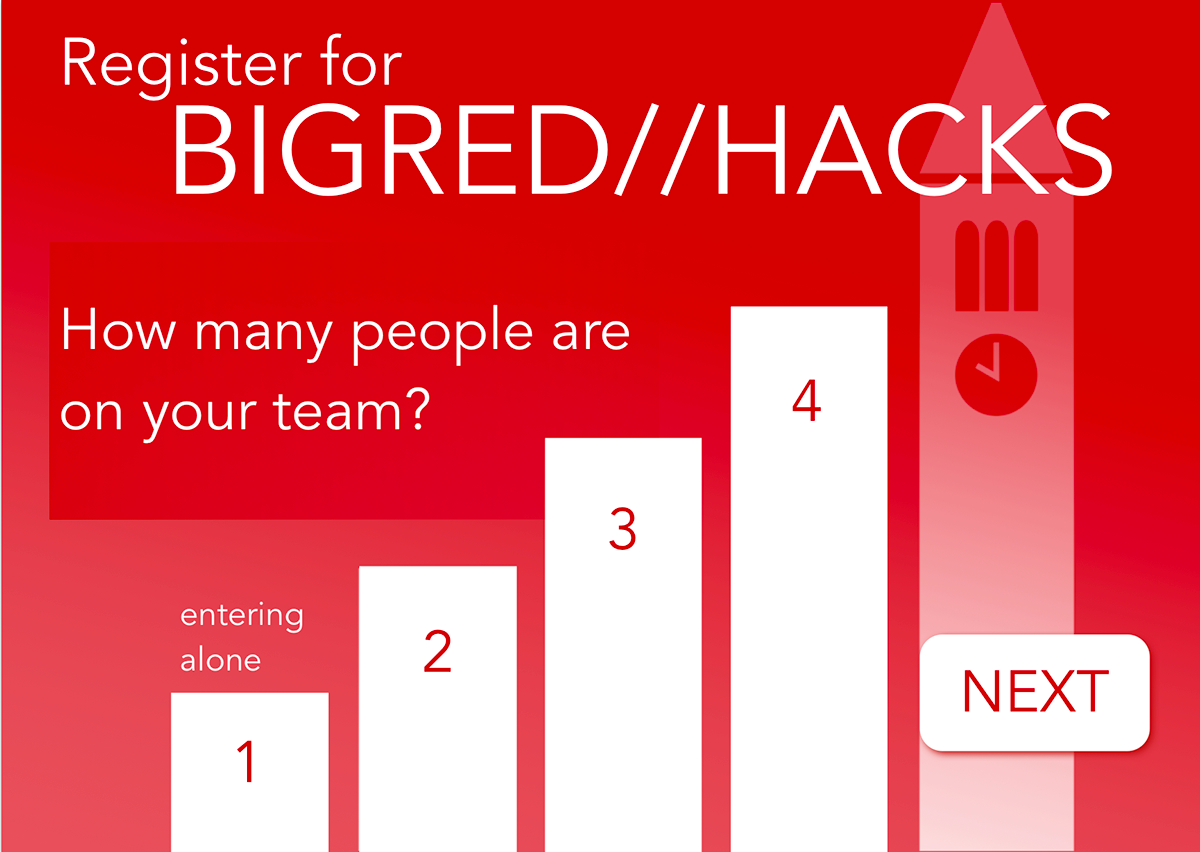 Register for
BIGRED//HACKS
How many people are
on your team?
4
3
entering
alone
2
1
NEXT